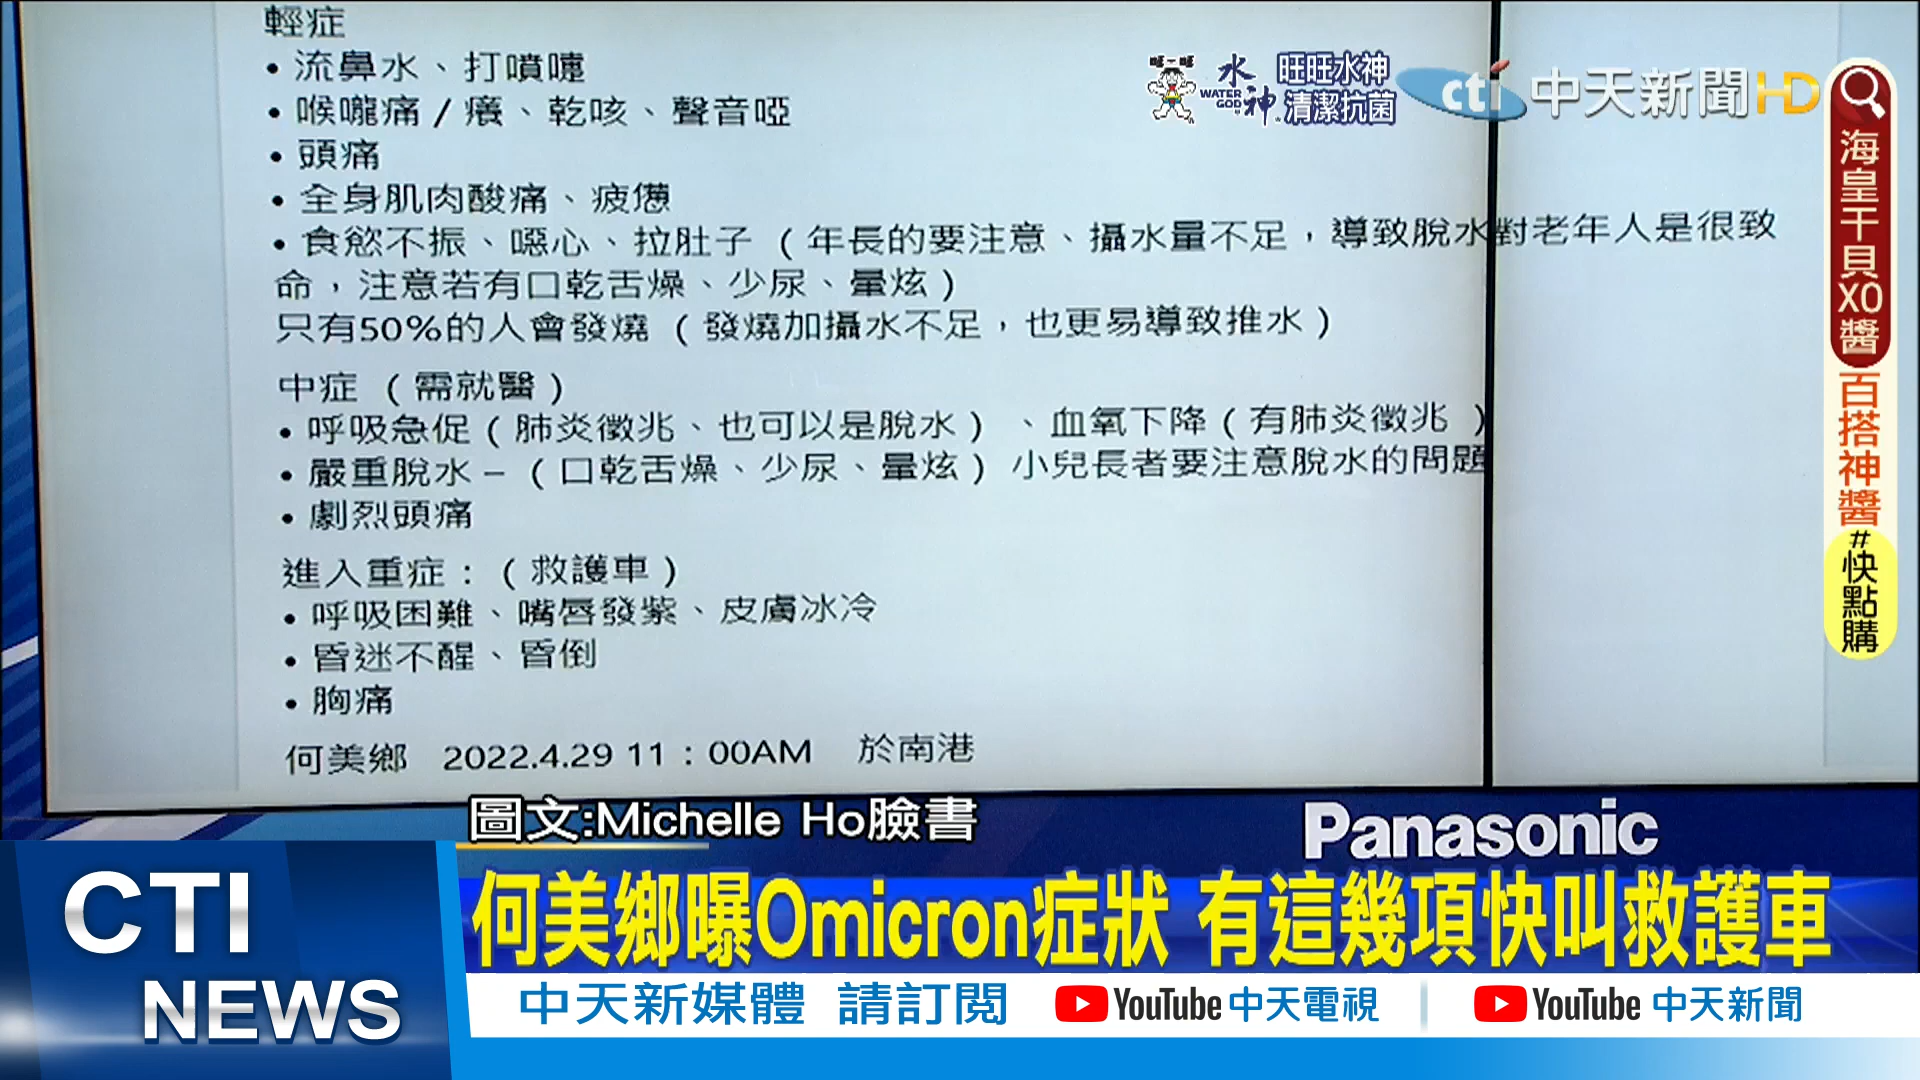 輕症
• 流鼻水、打噴嚏
• 喉嚨痛/癢、乾咳、聲音啞
• 頭痛
• 全身肌肉酸痛、疲憊
• 食慾不振、噁心、拉肚子（年長的要注意、攝水量不足，導致脫水對老年人是很致
命，注意若有口乾舌燥、少尿、暈炫）
只有50%的人會發燒（發燒加攝水不足，也更易導致推水）
中症（需就醫）
• 呼吸急促（肺炎徵兆、也可以是脫水）、血氧下降（有肺炎徵兆 ）
• 嚴重脫水 – （口乾舌燥、少尿、暈炫）小兒長者要注意脫水的問題
• 劇烈頭痛
進入重症：（救護車）
• 呼吸困難、嘴唇發紫、皮膚冰冷
• 昏迷不醒、昏倒
• 胸痛
何美鄉 2022.4.29 11：00AM 於南港
旺一旺
水神
WATER GOD
旺旺水神
清潔抗菌
cti 中天新聞HD
海皇干貝XO醬
百搭神醬
#快點購
圖文:Michelle Ho臉書
Panasonic
CTI
NEWS
何美鄉曝Omicron症狀 有這幾項快叫救護車
中天新媒體 請訂閱 YouTube 中天電視 YouTube 中天新聞